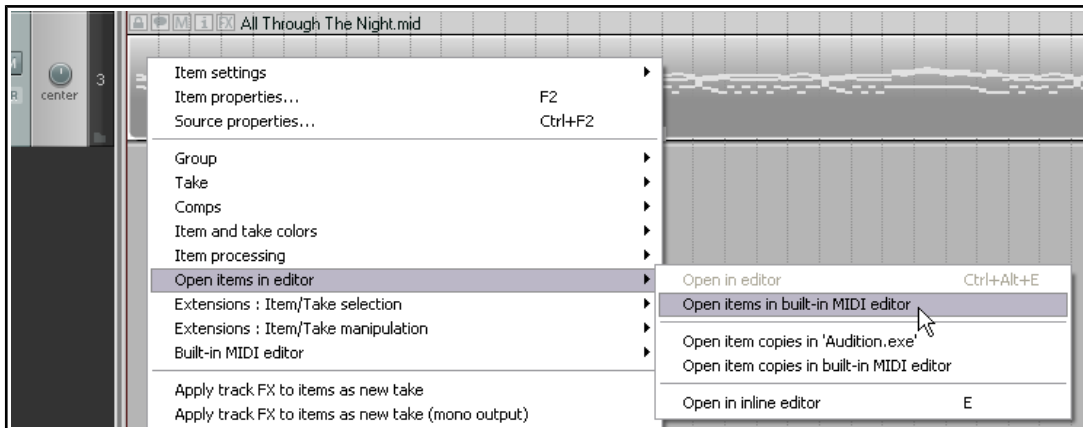 M i FX All Through The Night.mid
M
R
center
3
Item settings
Item properties... F2
Source properties... Ctrl+F2
Group
Take
Comps
Item and take colors
Item processing
Open items in editor
Extensions : Item/Take selection
Extensions : Item/Take manipulation
Built-in MIDI editor
Apply track FX to items as new take
Apply track FX to items as new take (mono output)
Open in editor Ctrl+Alt+E
Open items in built-in MIDI editor
Open item copies in 'Audition.exe'
Open item copies in built-in MIDI editor
Open in inline editor E